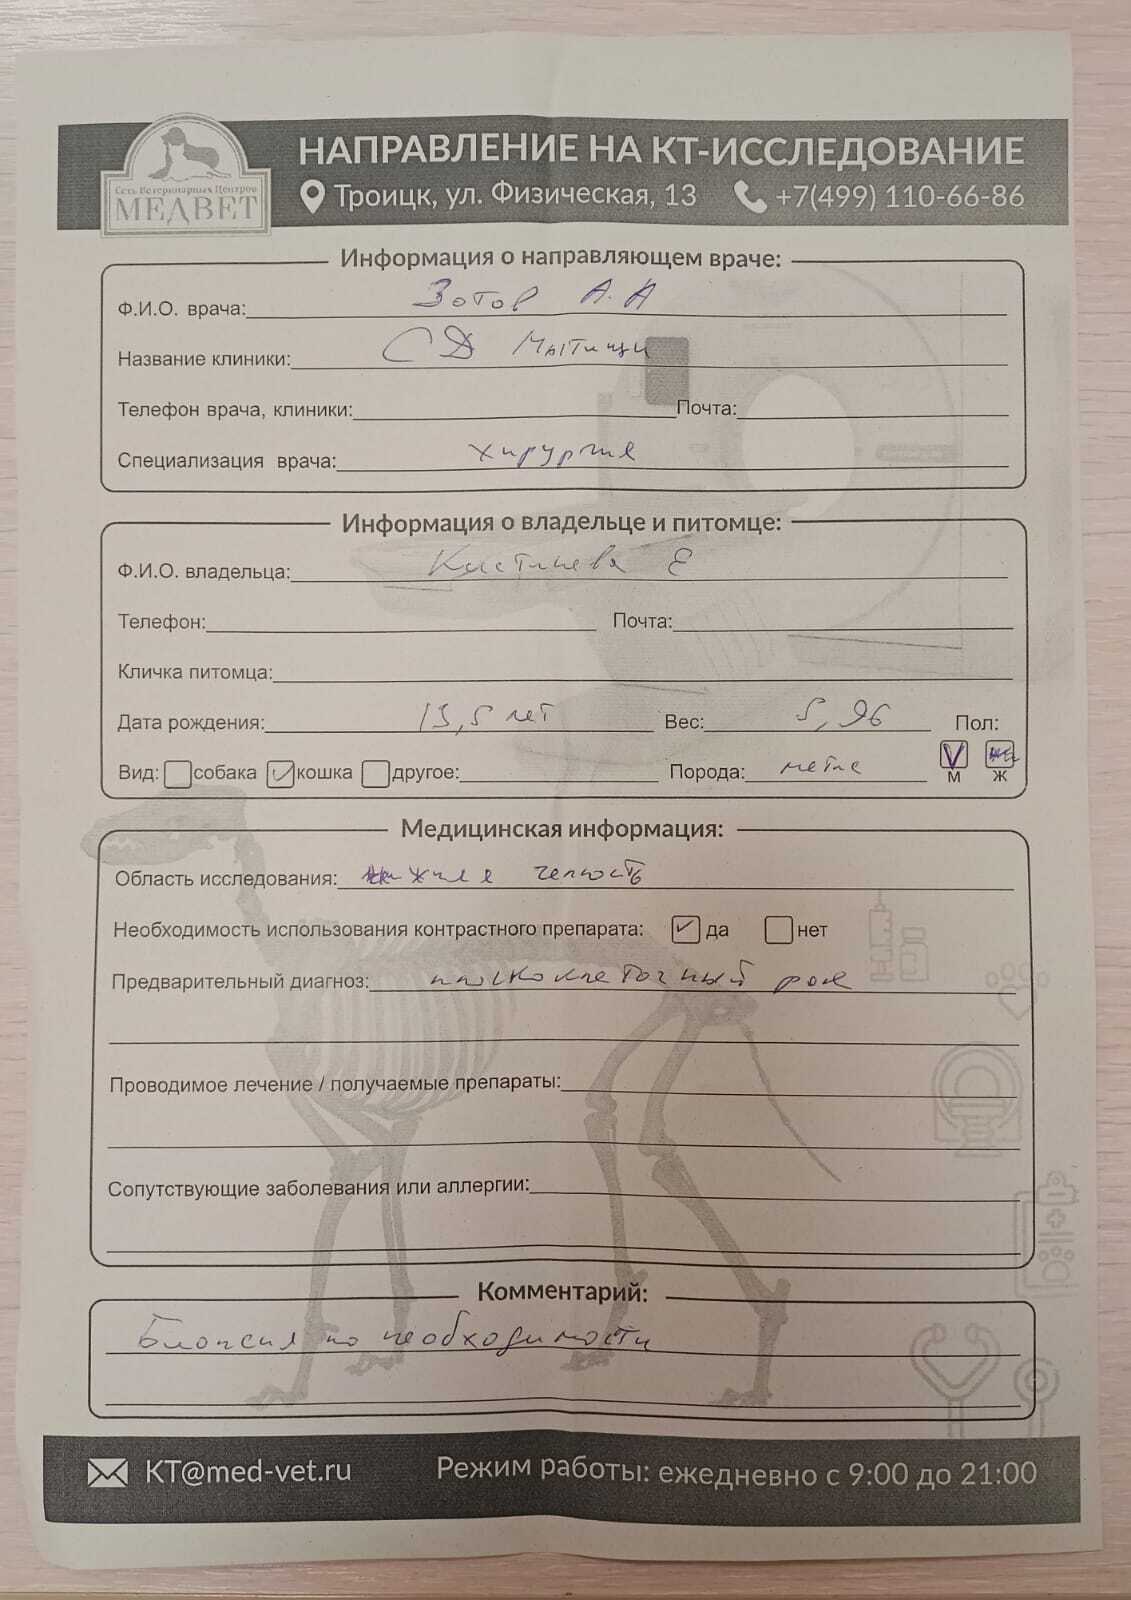 Сеть Ветеринарных Центров
МЕДВЕТ
НАПРАВЛЕНИЕ НА КТ-ИССЛЕДОВАНИЕ
Троицк, ул. Физическая, 13 +7(499) 110-66-86
Информация о направляющем враче:
Ф.И.О. врача: Зотов А.А
Название клиники: СД Мытищи
Телефон врача, клиники: Почта:
Специализация врача: хирургия
Информация о владельце и питомце:
Ф.И.О. владельца: Е
Телефон: Почта:
Кличка питомца:
Дата рождения: 13,5 лет Вес: 5,96 Пол:
Вид: собака кошка другое: Порода: метис М Ж
Медицинская информация:
Область исследования: нижняя челюсть
Необходимость использования контрастного препарата: да нет
Предварительный диагноз: плоскоклеточный рак
Проводимое лечение / получаемые препараты:
Сопутствующие заболевания или аллергии:
Комментарий:
Биопсия по необходимости
KT@med-vet.ru Режим работы: ежедневно с 9:00 до 21:00